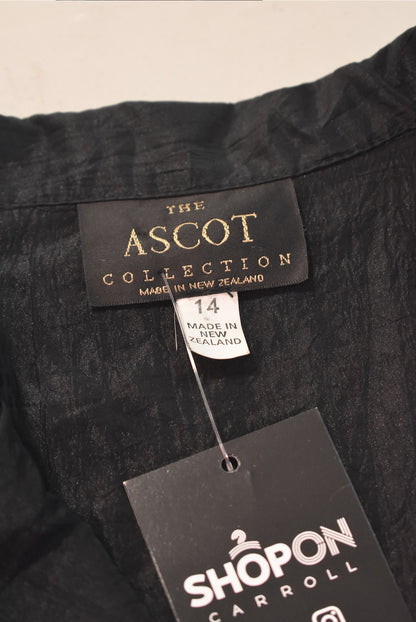 THE
ASCOT
COLLECTION
MADE IN NEW ZEALAND
14
MADE IN
NEW
ZEALAND
SHOPON
CARROLL